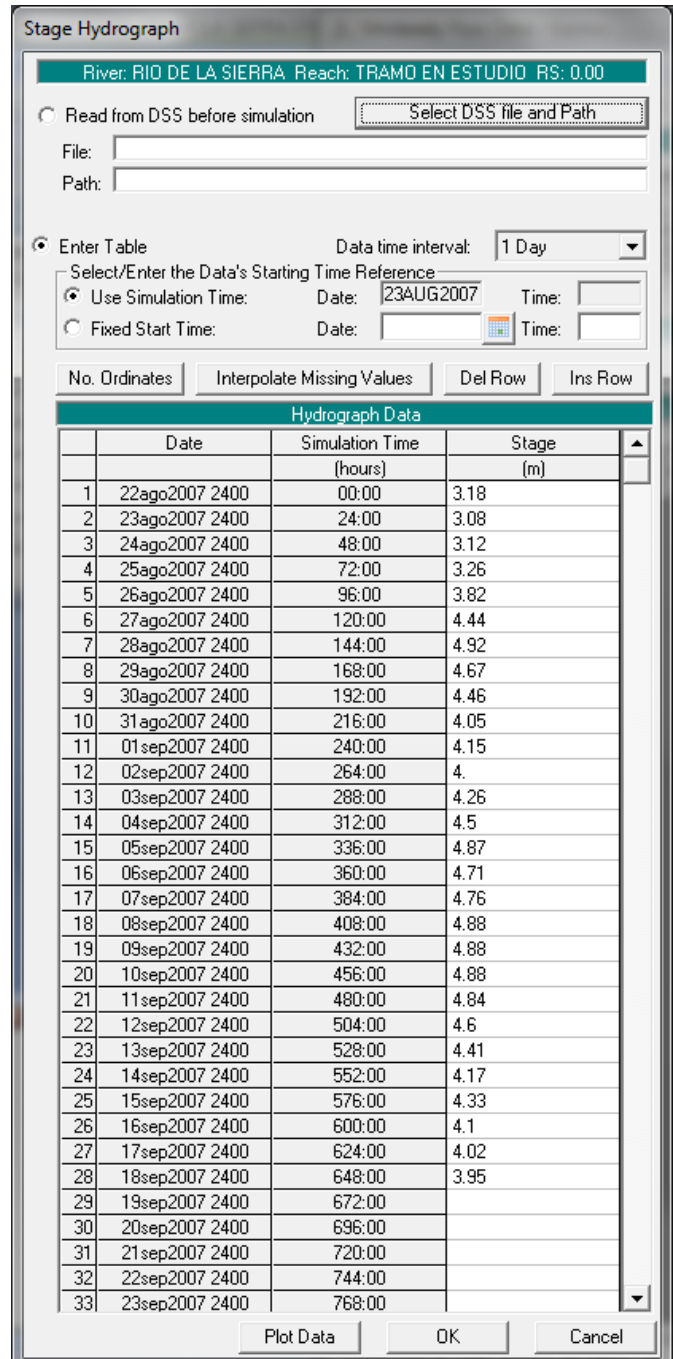 Stage Hydrograph
River: RIO DE LA SIERRA Reach: TRAMO EN ESTUDIO RS: 0.00
Read from DSS before simulation Select DSS file and Path
File:
Path:
Enter Table Data time interval: 1 Day
Select/Enter the Data's Starting Time Reference
Use Simulation Time: Date: 23AUG2007 Time:
Fixed Start Time: Date: Time:
No. Ordinates Interpolate Missing Values Del Row Ins Row
Hydrograph Data
Date Simulation Time Stage
(hours) (m)
1 22ago2007 2400 00:00 3.18
2 23ago2007 2400 24:00 3.08
3 24ago2007 2400 48:00 3.12
4 25ago2007 2400 72:00 3.26
5 26ago2007 2400 96:00 3.82
6 27ago2007 2400 120:00 4.44
7 28ago2007 2400 144:00 4.92
8 29ago2007 2400 168:00 4.67
9 30ago2007 2400 192:00 4.46
10 31ago2007 2400 216:00 4.05
11 01sep2007 2400 240:00 4.15
12 02sep2007 2400 264:00 4.
13 03sep2007 2400 288:00 4.26
14 04sep2007 2400 312:00 4.5
15 05sep2007 2400 336:00 4.87
16 06sep2007 2400 360:00 4.71
17 07sep2007 2400 384:00 4.76
18 08sep2007 2400 408:00 4.88
19 09sep2007 2400 432:00 4.88
20 10sep2007 2400 456:00 4.88
21 11sep2007 2400 480:00 4.84
22 12sep2007 2400 504:00 4.6
23 13sep2007 2400 528:00 4.41
24 14sep2007 2400 552:00 4.17
25 15sep2007 2400 576:00 4.33
26 16sep2007 2400 600:00 4.1
27 17sep2007 2400 624:00 4.02
28 18sep2007 2400 648:00 3.95
29 19sep2007 2400 672:00
30 20sep2007 2400 696:00
31 21sep2007 2400 720:00
32 22sep2007 2400 744:00
33 23sep2007 2400 768:00
Plot Data OK Cancel